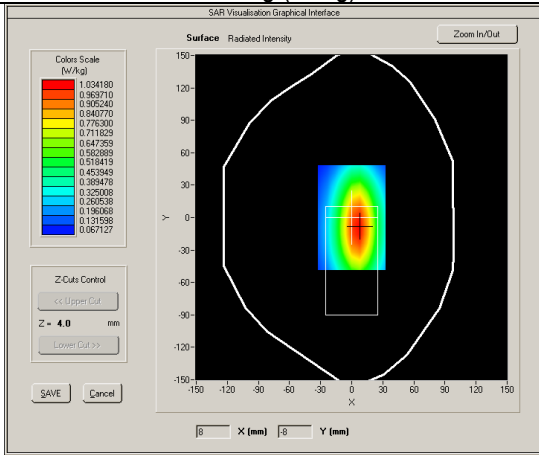 SAR Visualisation Graphical Interface
Surface Radiated Intensity
Zoom In/Out
Colors Scale
(W/kg)
1.034180
0.969710
0.905240
0.840770
0.776300
0.711829
0.647359
0.582889
0.518419
0.453949
0.389478
0.325008
0.260538
0.196068
0.131598
0.067127
Z-Cuts Control
<< Upper Cut
Z = 4.0 mm
Lower Cut >>
SAVE Cancel
150
120
90
60
30
0
-30
-60
-90
-120
-150
Y
-150 -120 -90 -60 -30 0 30 60 90 120 150
X
8 X (mm) -8 Y (mm)